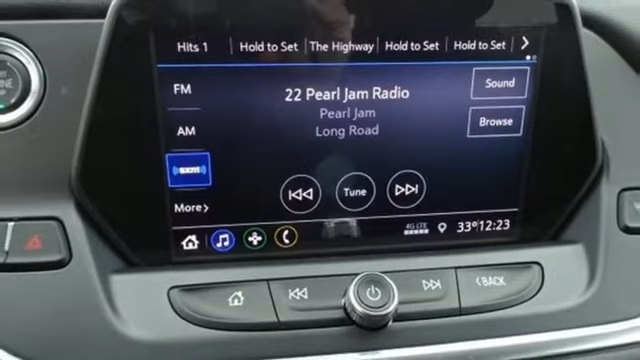 Hits 1 Hold to Set The Highway Hold to Set Hold to Set
FM
22 Pearl Jam Radio
Sound
Pearl Jam
AM
Long Road
Browse
SXM
Tune
More
4G LTE 33° 12:23
BACK